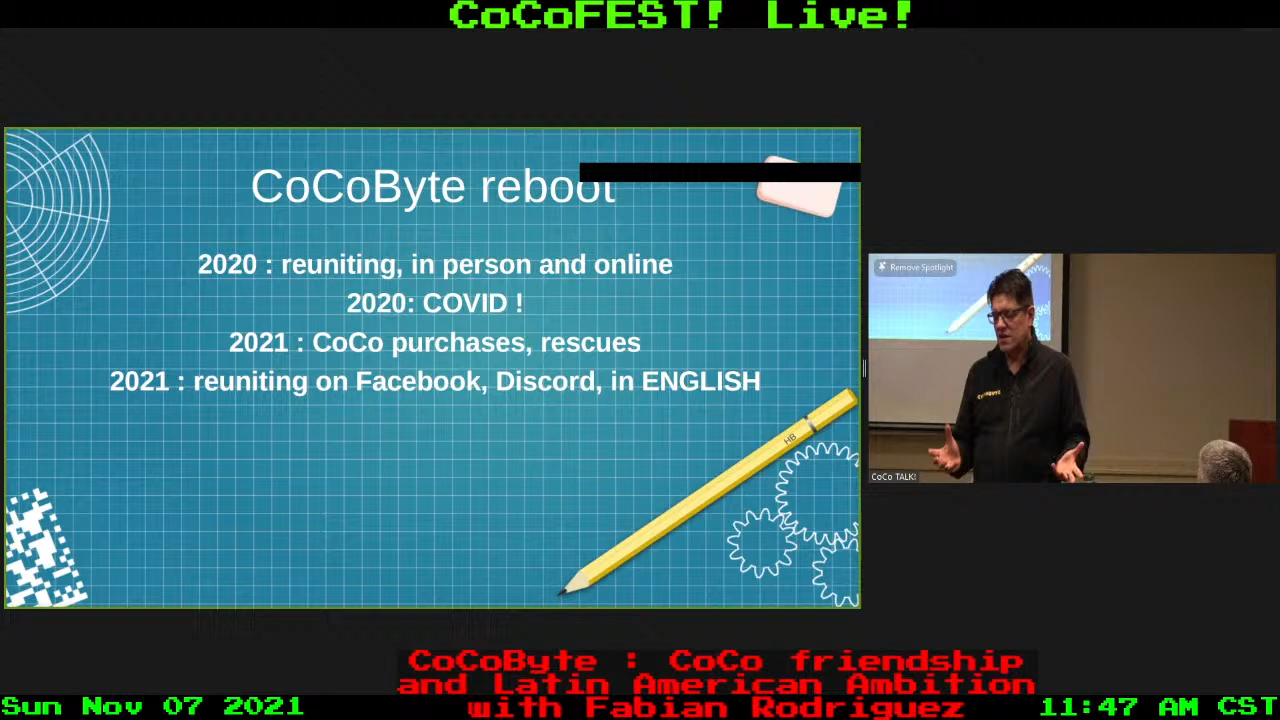 CoCoFEST! Live!
CoCoByte reboot
2020 : reuniting, in person and online
2020: COVID !
2021 : CoCo purchases, rescues
2021 : reuniting on Facebook, Discord, in ENGLISH
HB
Remove Spotlight
COCOBYTE
CoCo TALK!
CoCoByte : CoCo friendship
and Latin American Ambition
with Fabian Rodriguez
Sun Nov 07 2021
11:47 AM CST